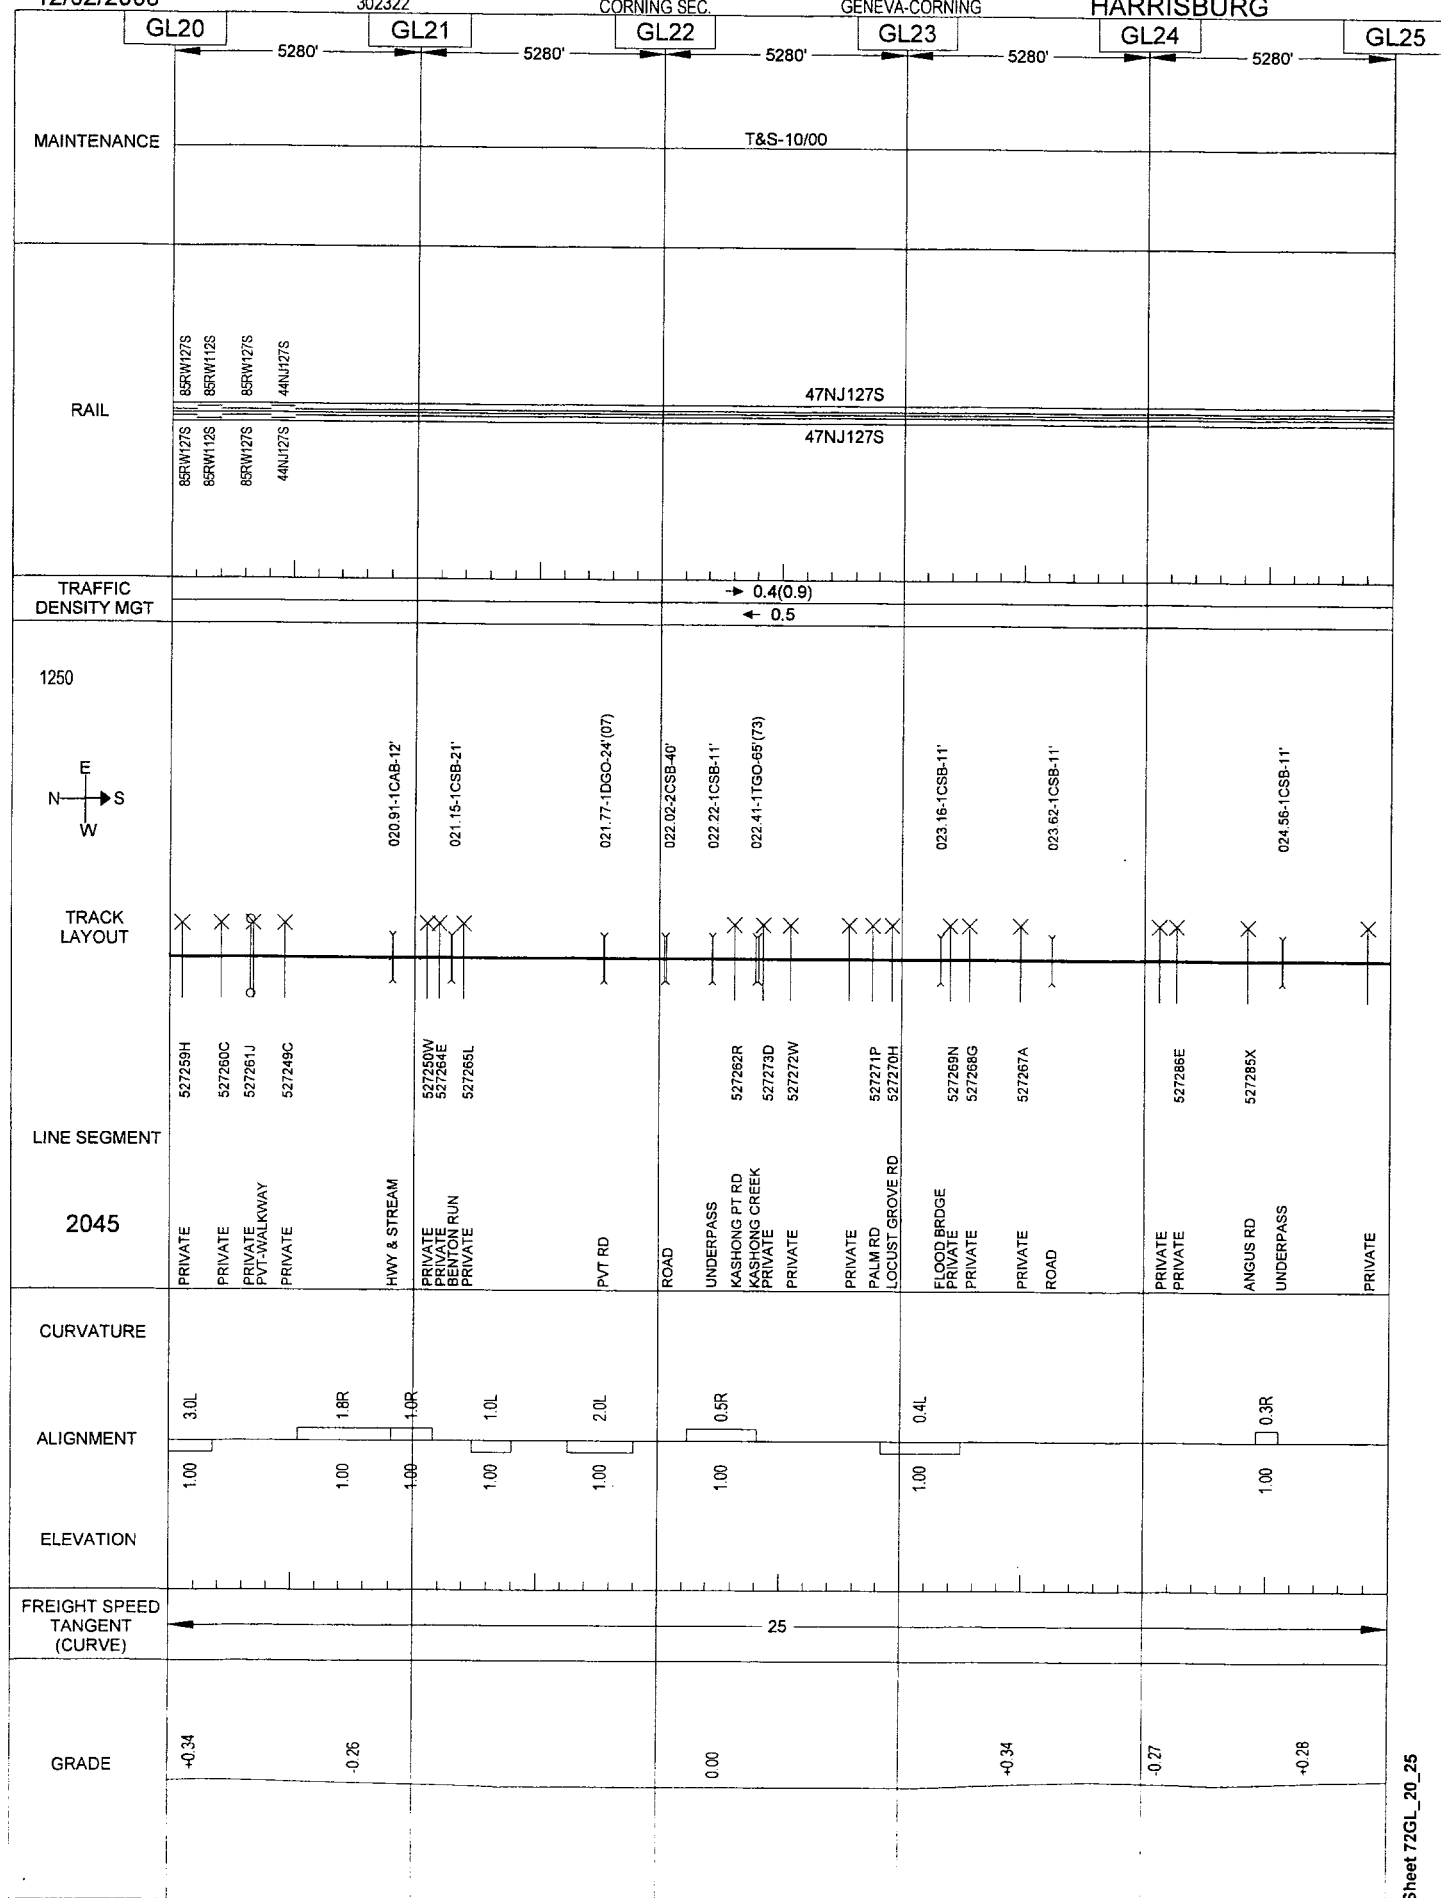 302322
CORNING SEC.
GENEVA-CORNING
HARRISBURG
GL20
GL21
GL22
GL23
GL24
GL25
5280'
5280'
5280'
5280'
5280'
MAINTENANCE
T&S-10/00
RAIL
85RW127S
85RW112S
85RW127S
44NJ127S
47NJ127S
85RW127S
85RW112S
85RW127S
44NJ127S
47NJ127S
TRAFFIC
DENSITY MGT
0.4(0.9)
0.5
1250
E
N
S
W
020.91-1CAB-12'
021.15-1CSB-21'
021.77-1DGO-24'(07)
022.02-2CSB-40'
022.22-1CSB-11'
022.41-1TGO-65'(73)
023.16-1CSB-11'
023.62-1CSB-11'
024.56-1CSB-11'
TRACK
LAYOUT
527259H
527260C
527261J
527249C
527250W
527264E
527265L
527262R
527273D
527272W
527271P
527270H
527269N
527268G
527267A
527286E
527285X
LINE SEGMENT
2045
PRIVATE
PRIVATE
PRIVATE
PVT-WALKWAY
PRIVATE
HWY & STREAM
PRIVATE
PRIVATE
BENTON RUN
PRIVATE
PVT RD
ROAD
UNDERPASS
KASHONG PT RD
KASHONG CREEK
PRIVATE
PRIVATE
PRIVATE
PALM RD
LOCUST GROVE RD
FLOOD BRDGE
PRIVATE
PRIVATE
PRIVATE
ROAD
PRIVATE
PRIVATE
ANGUS RD
UNDERPASS
PRIVATE
CURVATURE
3.0L
1.8R
1.0R
1.0L
2.0L
0.5R
0.4L
0.3R
ALIGNMENT
1.00
1.00
1.00
1.00
1.00
1.00
1.00
1.00
ELEVATION
FREIGHT SPEED
TANGENT
(CURVE)
25
GRADE
+0.34
-0.26
0.00
+0.34
-0.27
+0.28
Sheet 72GL_20_25